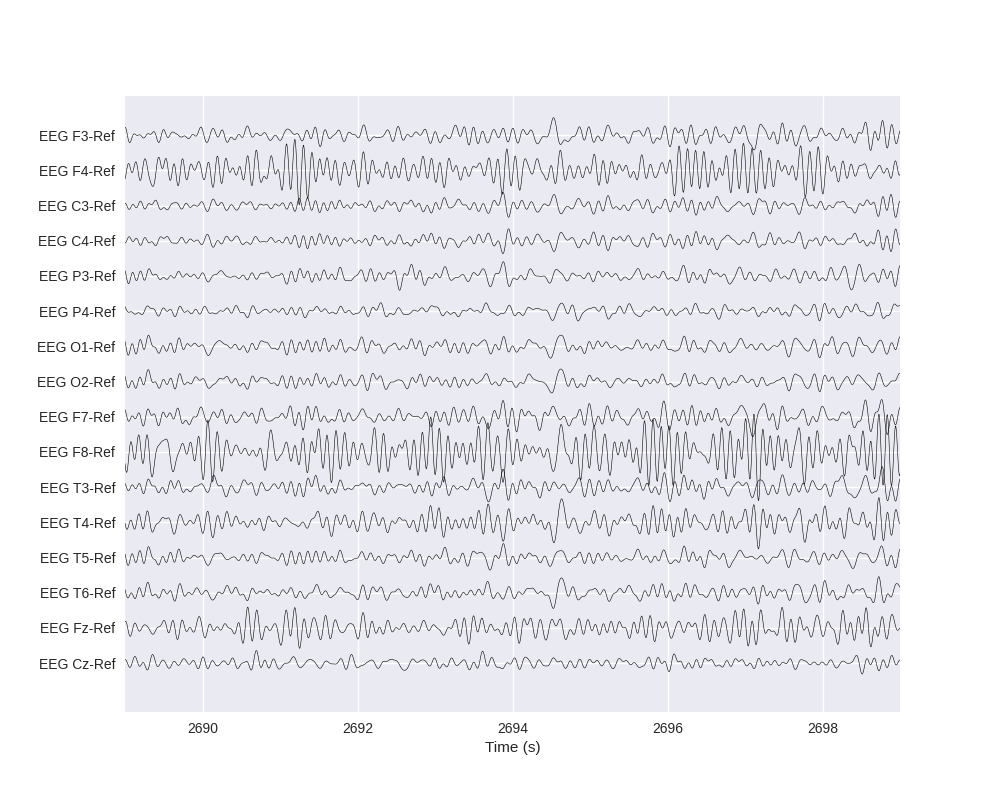 EEG F3-Ref
EEG F4-Ref
EEG C3-Ref
EEG C4-Ref
EEG P3-Ref
EEG P4-Ref
EEG O1-Ref
EEG O2-Ref
EEG F7-Ref
EEG F8-Ref
EEG T3-Ref
EEG T4-Ref
EEG T5-Ref
EEG T6-Ref
EEG Fz-Ref
EEG Cz-Ref
2690 2692 2694 2696 2698
Time (s)